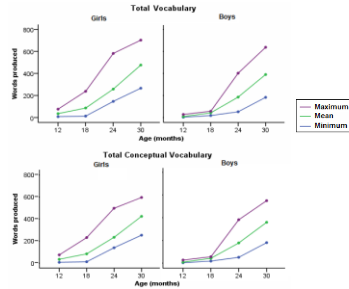 Total Vocabulary
Girls
Boys
800
600
400
200
0
Words produced
12 18 24 30 12 18 24 30
Age (months)
Maximum
Mean
Minimum
Total Conceptual Vocabulary
Girls
Boys
800
600
400
200
0
Words produced
12 18 24 30 12 18 24 30
Age (months)